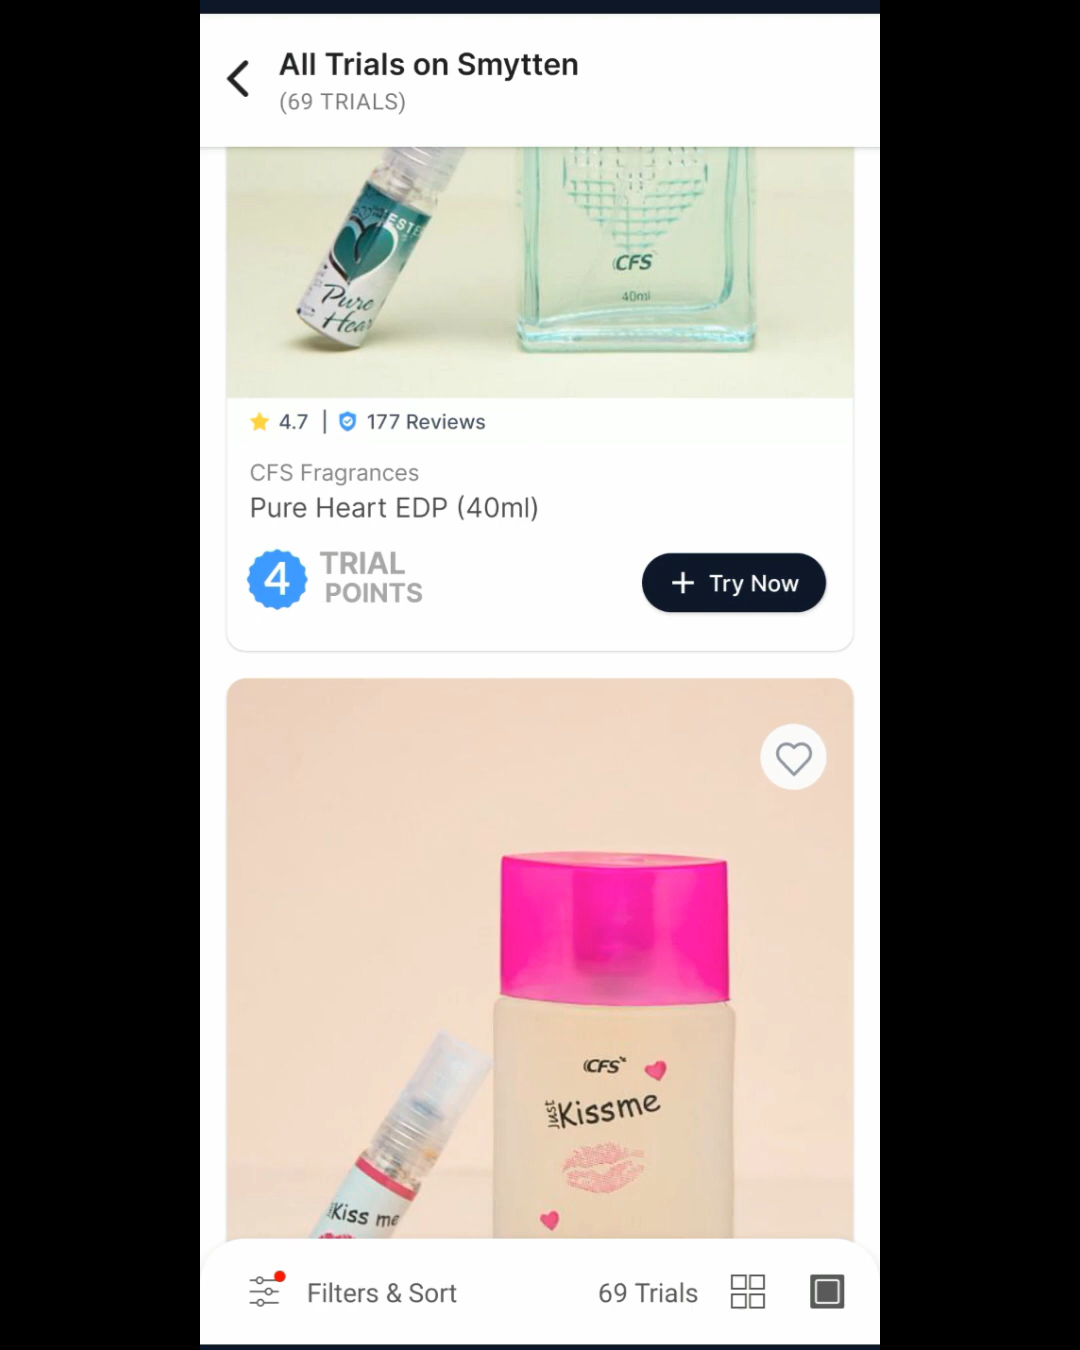 All Trials on Smytten
(69 TRIALS)
Pure
CFS
40ml
4.7 | 177 Reviews
CFS Fragrances
Pure Heart EDP (40ml)
4 TRIAL
POINTS
+ Try Now
CFS
Just
Kissme
Kiss me
Filters & Sort
69 Trials